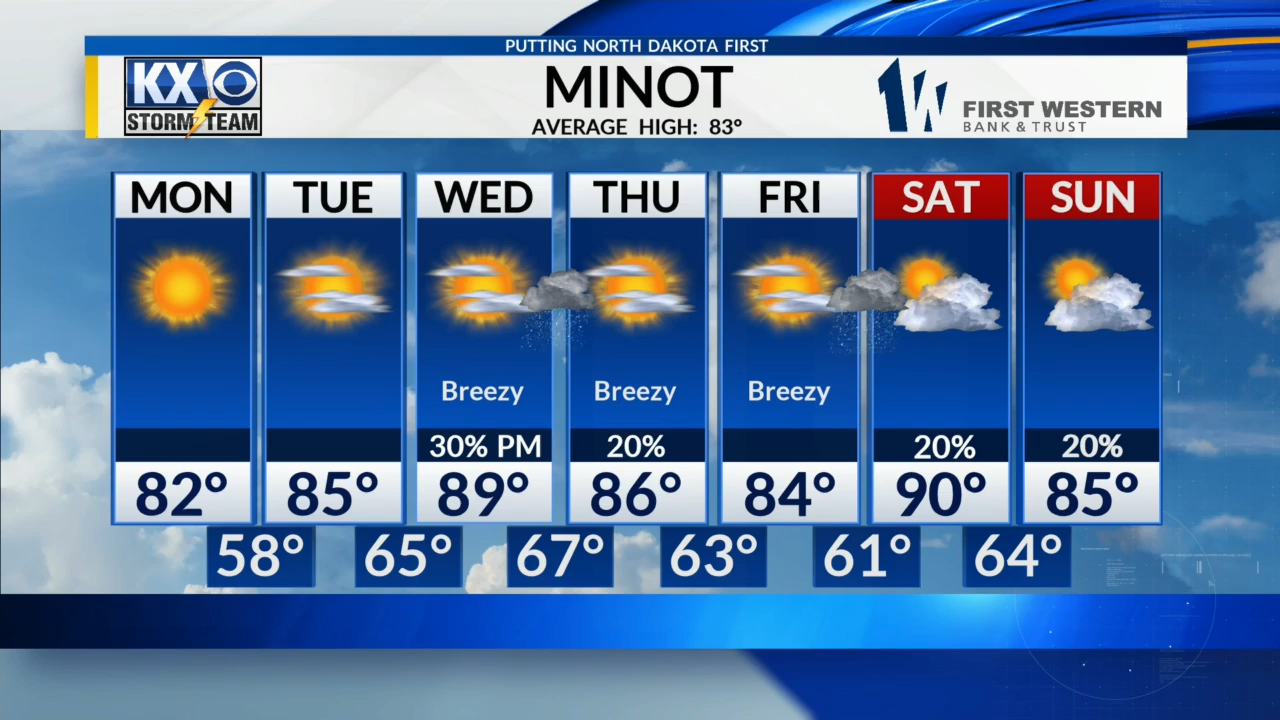 PUTTING NORTH DAKOTA FIRST
KX
STORM TEAM
MINOT
AVERAGE HIGH: 83°
FIRST WESTERN
BANK & TRUST
MON TUE WED THU FRI SAT SUN
Breezy Breezy Breezy
30% PM 20% 20% 20%
82° 85° 89° 86° 84° 90° 85°
58° 65° 67° 63° 61° 64°